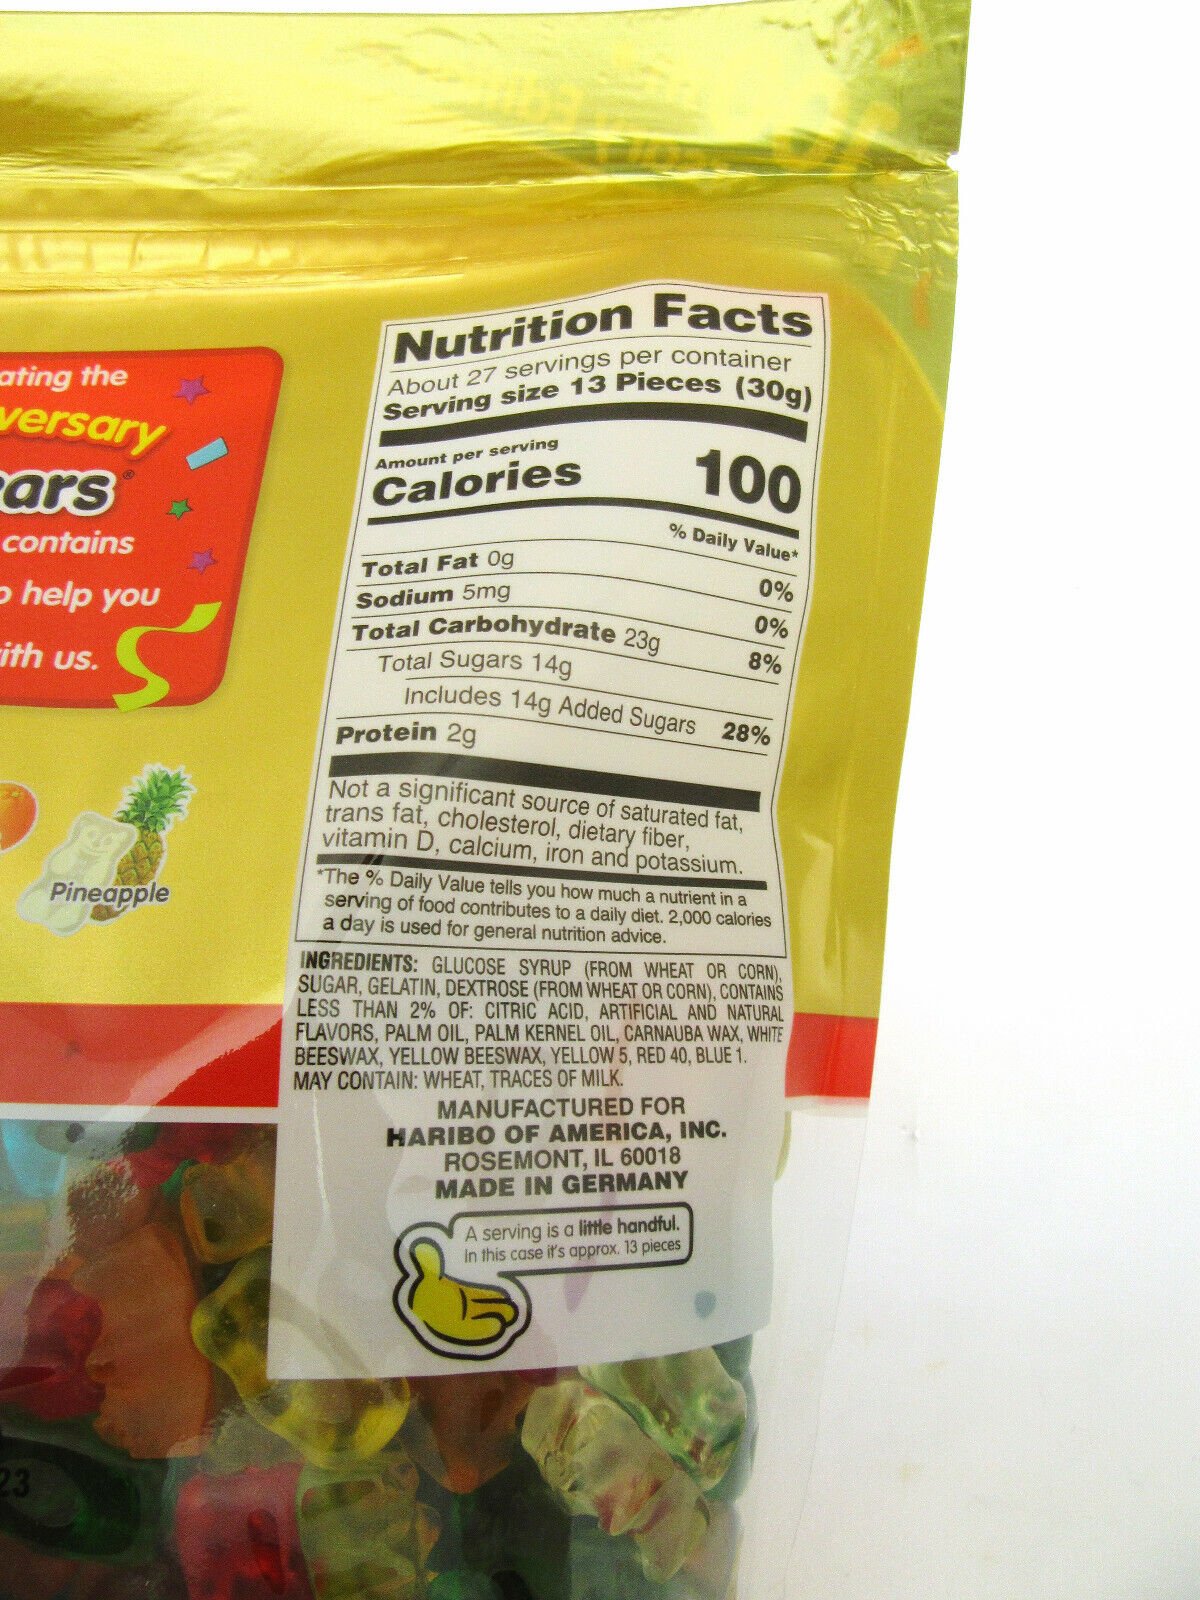 ating the
versary
ears®
contains
o help you
ith us.
Pineapple
Nutrition Facts
About 27 servings per container
Serving size 13 Pieces (30g)
Amount per serving
Calories 100
% Daily Value*
Total Fat 0g 0%
Sodium 5mg 0%
Total Carbohydrate 23g 8%
Total Sugars 14g
Includes 14g Added Sugars 28%
Protein 2g
Not a significant source of saturated fat,
trans fat, cholesterol, dietary fiber,
vitamin D, calcium, iron and potassium.
*The % Daily Value tells you how much a nutrient in a
serving of food contributes to a daily diet. 2,000 calories
a day is used for general nutrition advice.
INGREDIENTS: GLUCOSE SYRUP (FROM WHEAT OR CORN),
SUGAR, GELATIN, DEXTROSE (FROM WHEAT OR CORN), CONTAINS
LESS THAN 2% OF: CITRIC ACID, ARTIFICIAL AND NATURAL
FLAVORS, PALM OIL, PALM KERNEL OIL, CARNAUBA WAX, WHITE
BEESWAX, YELLOW BEESWAX, YELLOW 5, RED 40, BLUE 1.
MAY CONTAIN: WHEAT, TRACES OF MILK.
MANUFACTURED FOR
HARIBO OF AMERICA, INC.
ROSEMONT, IL 60018
MADE IN GERMANY
A serving is a little handful.
In this case it's approx. 13 pieces
23